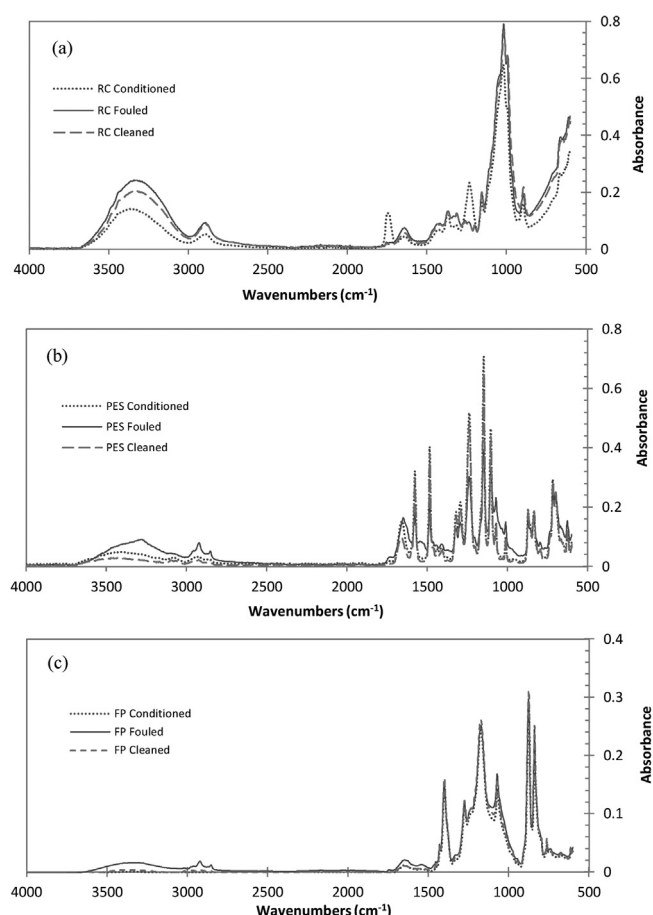 (a)
RC Conditioned
RC Fouled
RC Cleaned
0.8
0.6
0.4
0.2
0
Absorbance
4000 3500 3000 2500 2000 1500 1000 500
Wavenumbers (cm-1)
(b)
PES Conditioned
PES Fouled
PES Cleaned
0.8
0.6
0.4
0.2
0
Absorbance
4000 3500 3000 2500 2000 1500 1000 500
Wavenumbers (cm-1)
(c)
FP Conditioned
FP Fouled
FP Cleaned
0.4
0.3
0.2
0.1
0
Absorbance
4000 3500 3000 2500 2000 1500 1000 500
Wavenumbers (cm-1)